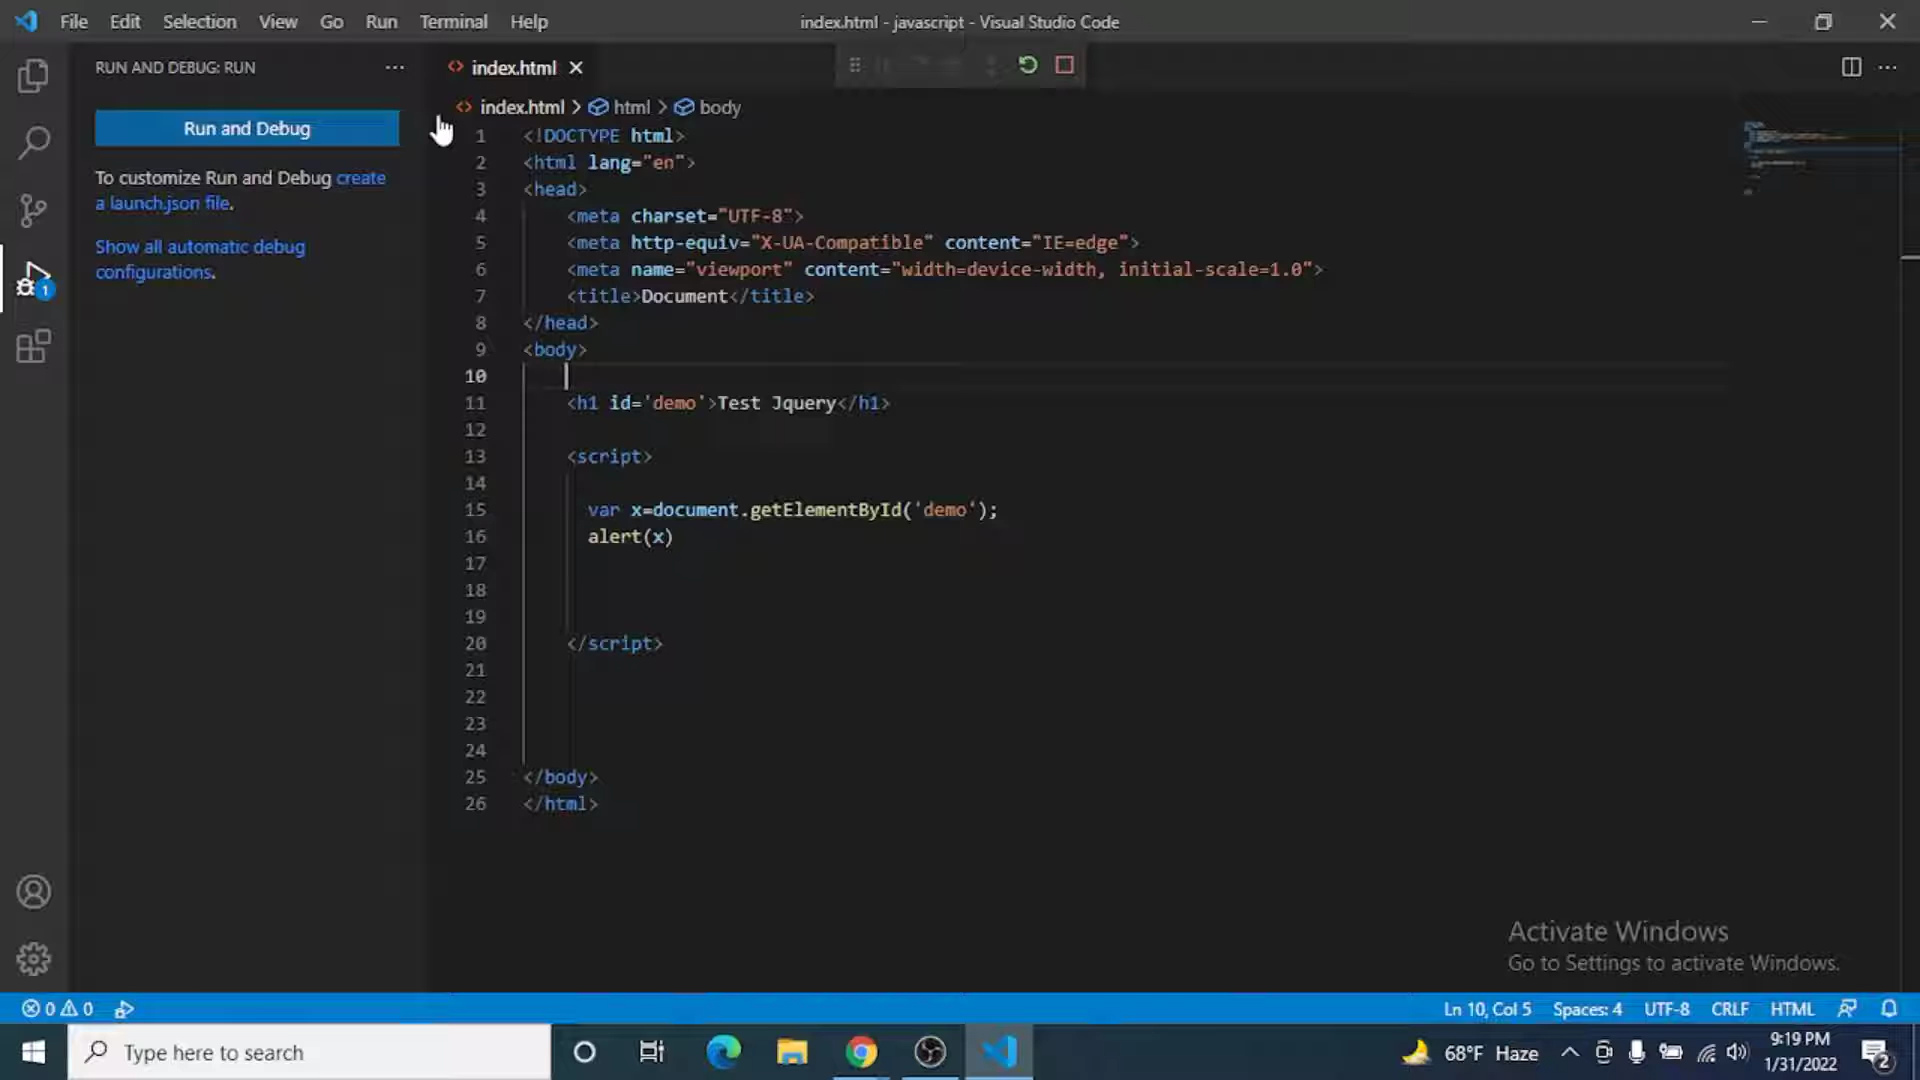 File Edit Selection View Go Run Terminal Help
index.html - javascript - Visual Studio Code
RUN AND DEBUG: RUN
Run and Debug
To customize Run and Debug create
a launch.json file.
Show all automatic debug
configurations.
1
index.html
index.html > html > body
1 <!DOCTYPE html>
2 <html lang="en">
3 <head>
4 <meta charset="UTF-8">
5 <meta http-equiv="X-UA-Compatible" content="IE=edge">
6 <meta name="viewport" content="width=device-width, initial-scale=1.0">
7 <title>Document</title>
8 </head>
9 <body>
10
11 <h1 id='demo'>Test Jquery</h1>
12
13 <script>
14
15 var x=document.getElementById('demo');
16 alert(x)
17
18
19
20 </script>
21
22
23
24
25 </body>
26 </html>
Activate Windows
Go to Settings to activate Windows.
0 0
Ln 10, Col 5 Spaces: 4 UTF-8 CRLF HTML
Type here to search
68°F Haze
9:19 PM
1/31/2022
2